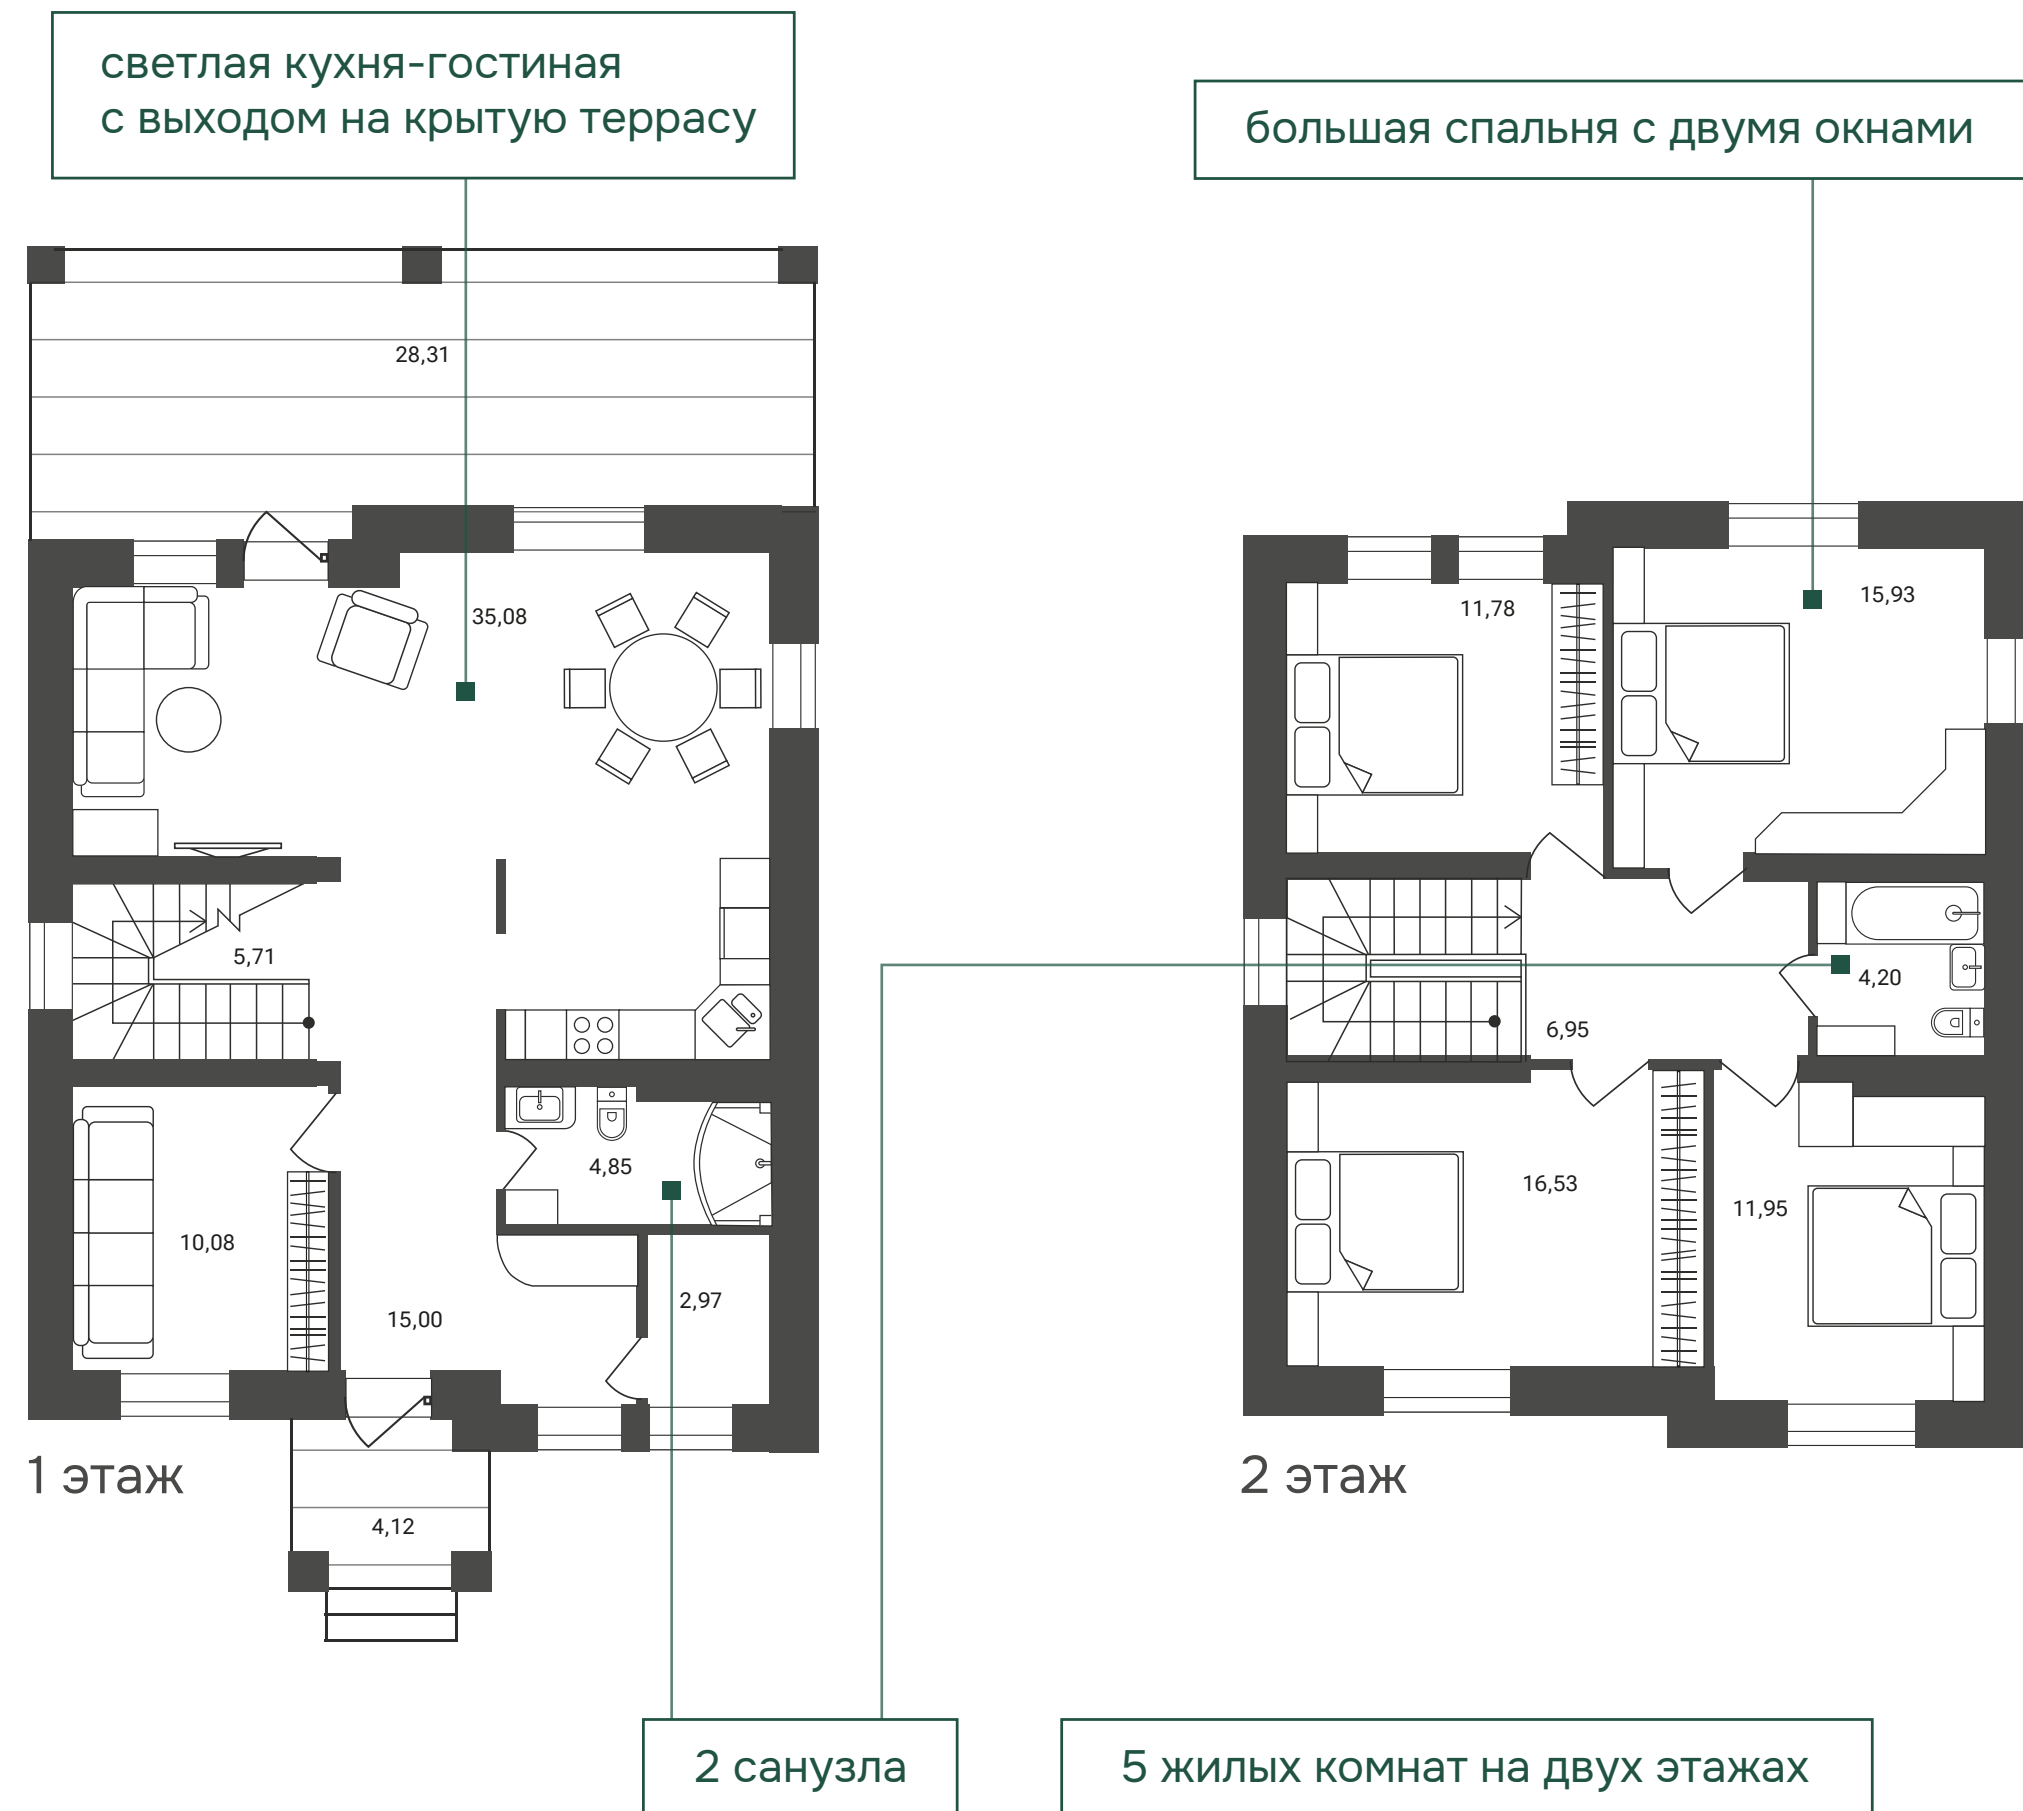 светлая кухня-гостиная
с выходом на крытую террасу
большая спальня с двумя окнами
28,31
35,08
5,71
10,08
15,00
4,85
2,97
4,12
1 этаж
11,78
15,93
4,20
6,95
16,53
11,95
2 этаж
2 санузла
5 жилых комнат на двух этажах